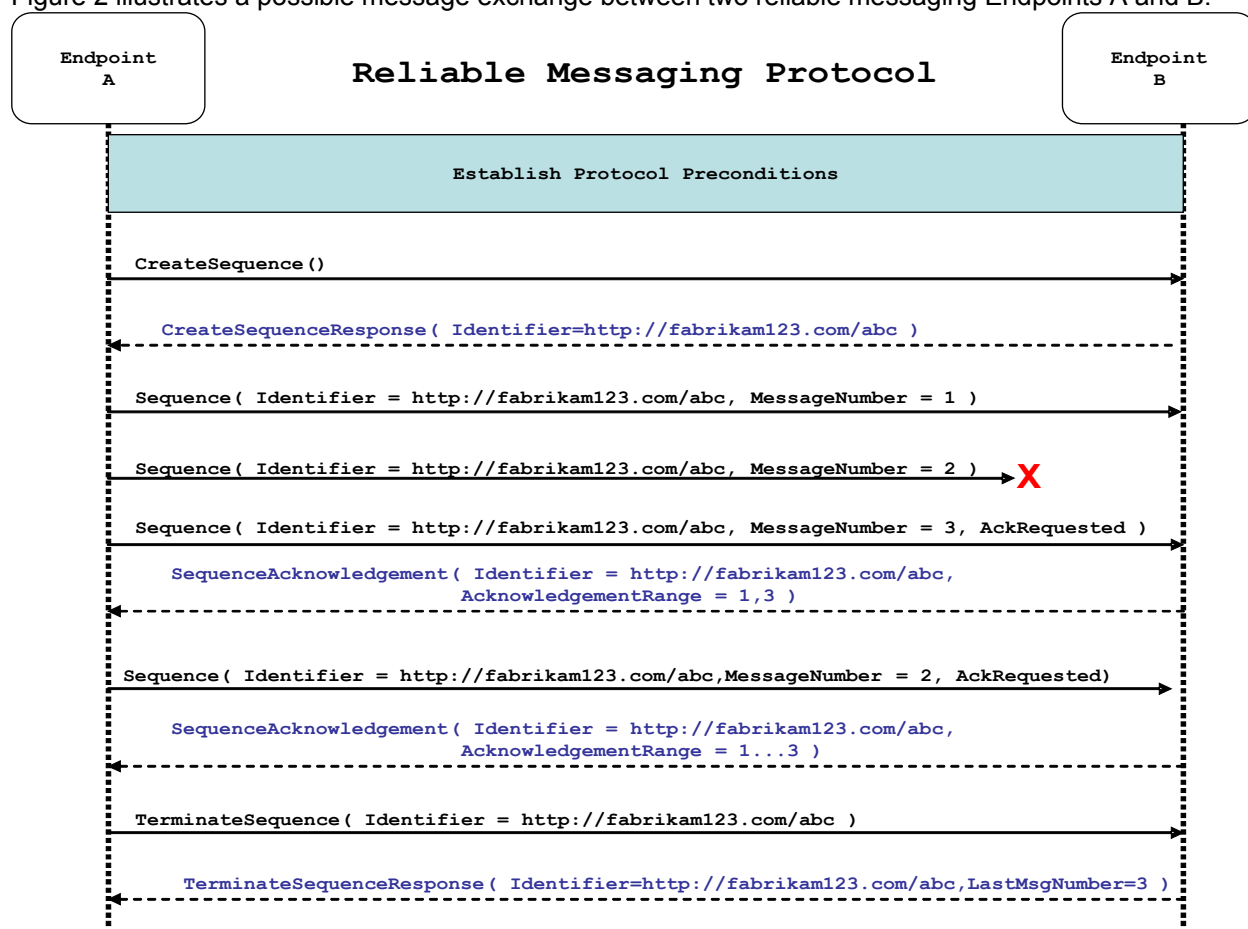 Figure 2 illustrates a possible message exchange between two reliable messaging Endpoints A and B.
Endpoint
A
Reliable Messaging Protocol
Endpoint
B
Establish Protocol Preconditions
CreateSequence()
CreateSequenceResponse( Identifier=http://fabrikam123.com/abc )
Sequence( Identifier = http://fabrikam123.com/abc, MessageNumber = 1 )
Sequence( Identifier = http://fabrikam123.com/abc, MessageNumber = 2 )
X
Sequence( Identifier = http://fabrikam123.com/abc, MessageNumber = 3, AckRequested )
SequenceAcknowledgement( Identifier = http://fabrikam123.com/abc,
AcknowledgementRange = 1,3 )
Sequence( Identifier = http://fabrikam123.com/abc,MessageNumber = 2, AckRequested)
SequenceAcknowledgement( Identifier = http://fabrikam123.com/abc,
AcknowledgementRange = 1...3 )
TerminateSequence( Identifier = http://fabrikam123.com/abc )
TerminateSequenceResponse( Identifier=http://fabrikam123.com/abc,LastMsgNumber=3 )